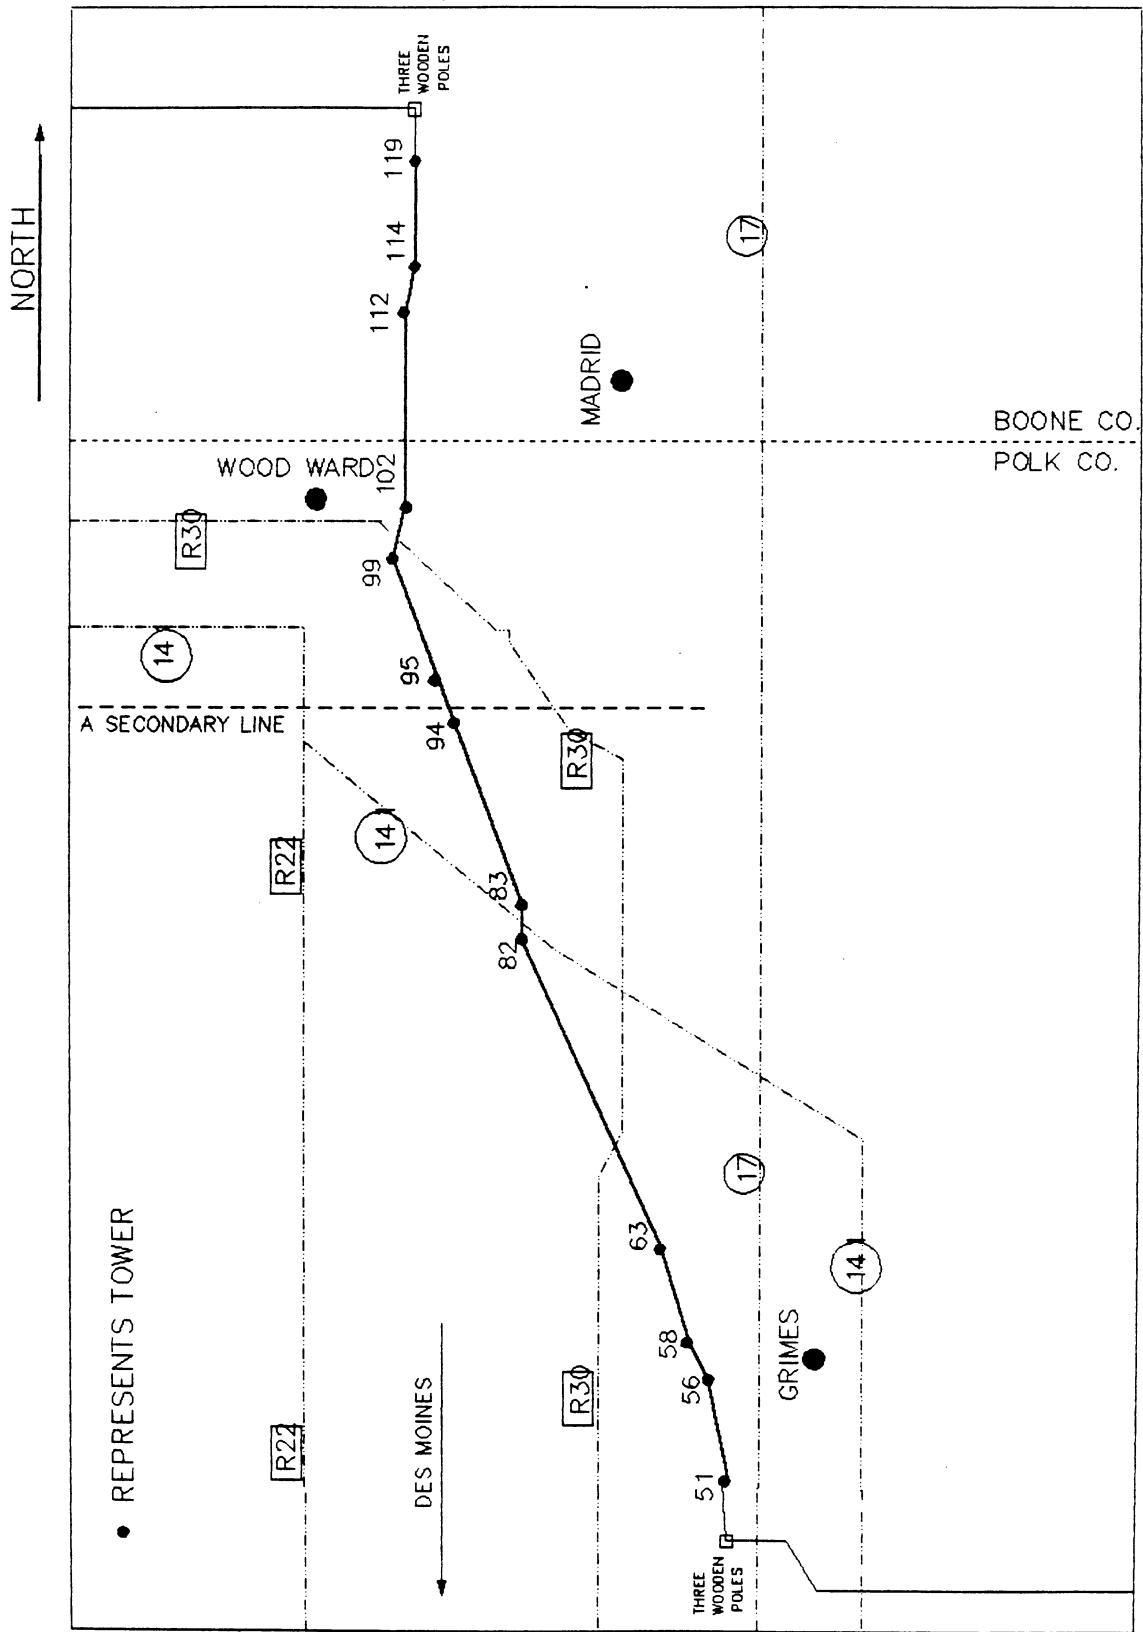 NORTH
THREE
WOODEN
POLES
119
114
112
17
MADRID
BOONE CO.
POLK CO.
WOOD WARD
102
R30
99
14
95
A SECONDARY LINE
94
R30
14
R22
83
82
17
REPRESENTS TOWER
63
14
58
GRIMES
56
R30
DES MOINES
R22
51
THREE
WOODEN
POLES